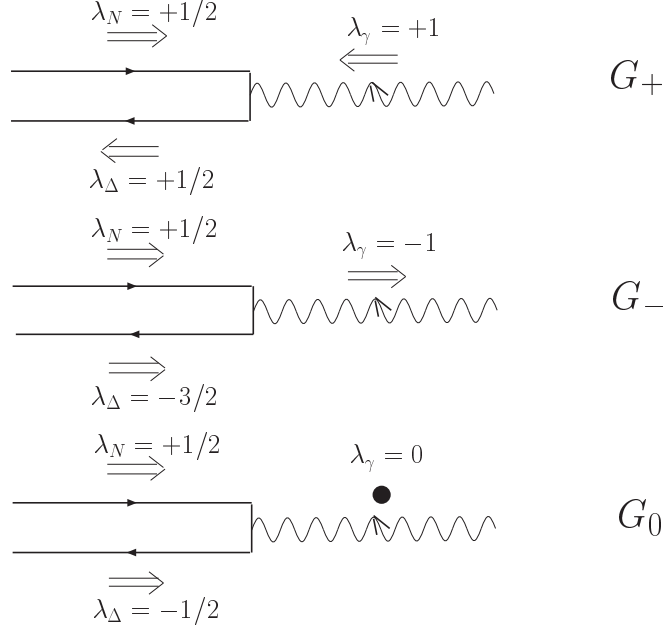 λ_N = +1/2
λ_γ = +1
G_+
λ_Δ = +1/2
λ_N = +1/2
λ_γ = −1
G_−
λ_Δ = −3/2
λ_N = +1/2
λ_γ = 0
G_0
λ_Δ = −1/2